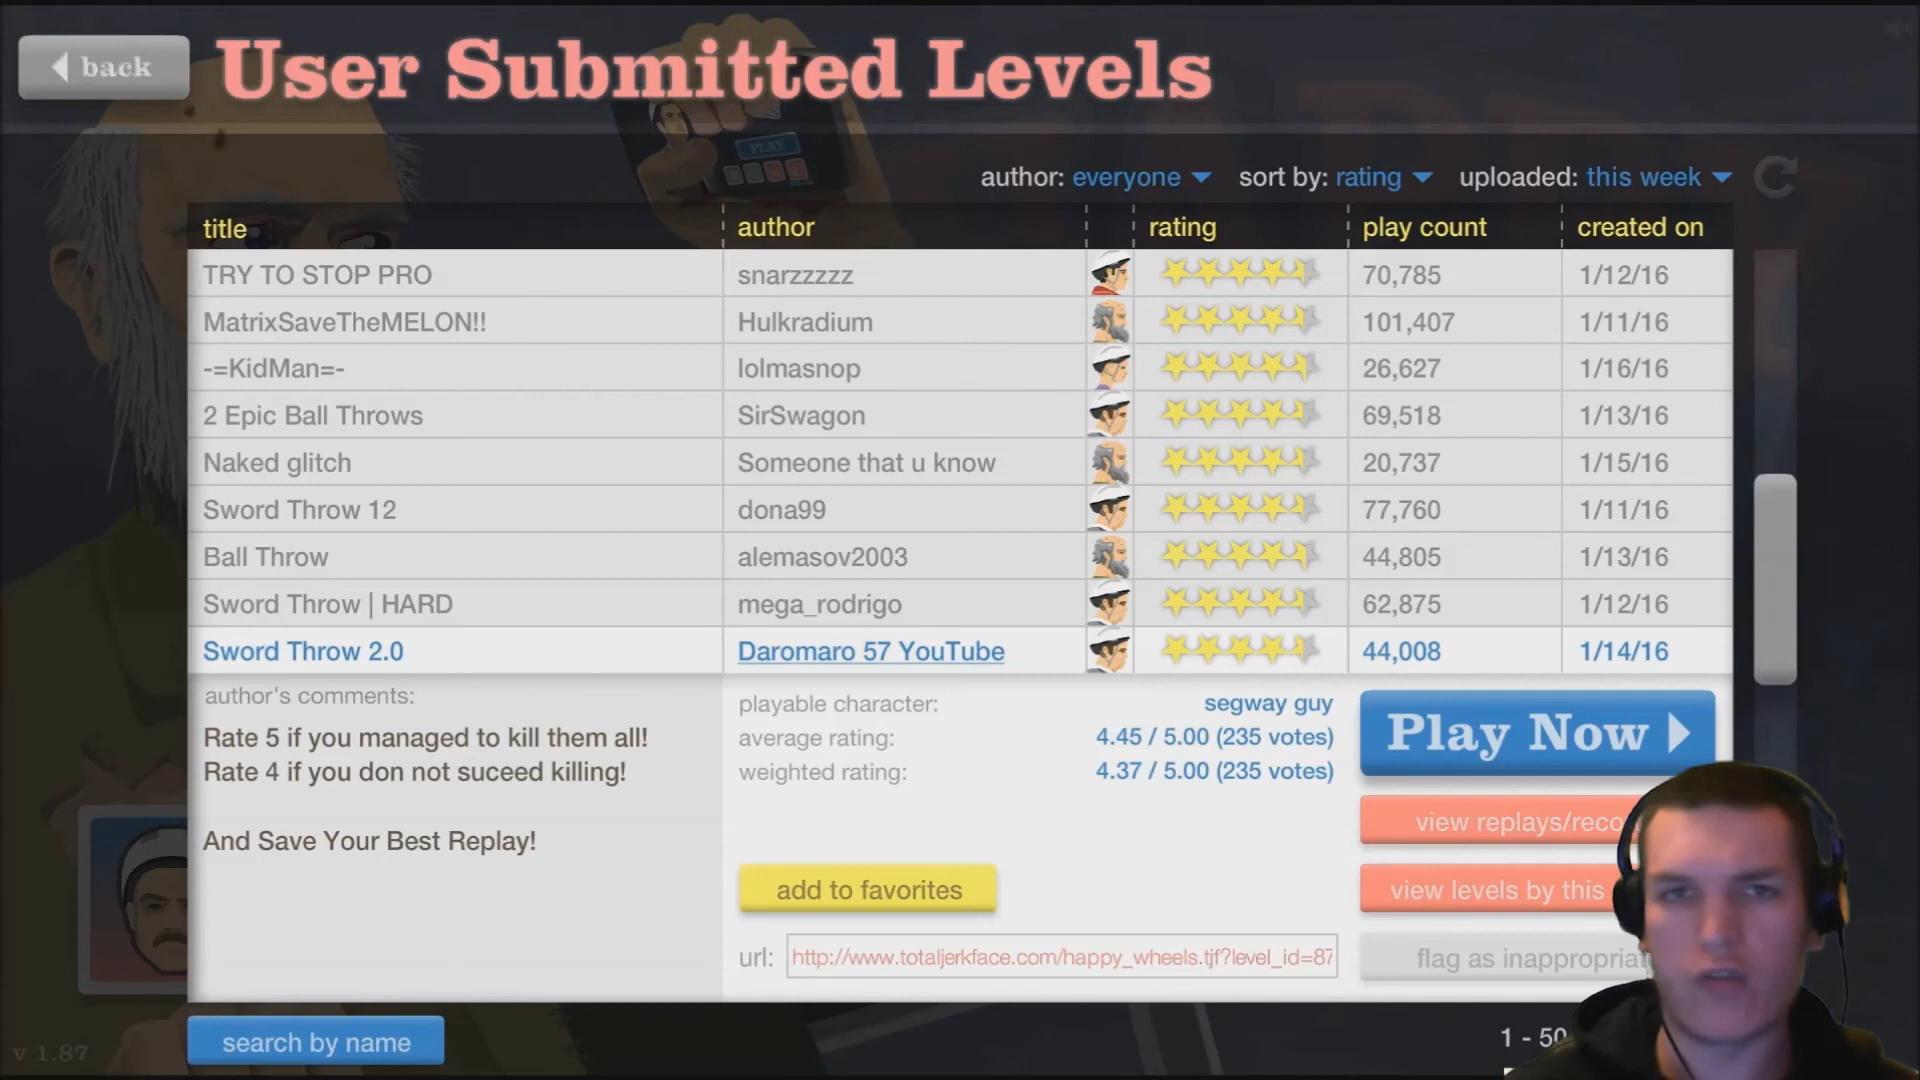 back
User Submitted Levels
PLAY
author: everyone sort by: rating uploaded: this week
title author rating play count created on
TRY TO STOP PRO snarzzzzz 70,785 1/12/16
MatrixSaveTheMELON!! Hulkradium 101,407 1/11/16
-=KidMan=- lolmasnop 26,627 1/16/16
2 Epic Ball Throws SirSwagon 69,518 1/13/16
Naked glitch Someone that u know 20,737 1/15/16
Sword Throw 12 dona99 77,760 1/11/16
Ball Throw alemasov2003 44,805 1/13/16
Sword Throw | HARD mega_rodrigo 62,875 1/12/16
Sword Throw 2.0 Daromaro 57 YouTube 44,008 1/14/16
author's comments:
Rate 5 if you managed to kill them all!
Rate 4 if you don not suceed killing!
And Save Your Best Replay!
playable character: segway guy
average rating: 4.45 / 5.00 (235 votes)
weighted rating: 4.37 / 5.00 (235 votes)
add to favorites
url: http://www.totaljerkface.com/happy_wheels.tjf?level_id=87
Play Now
view replays/reco
view levels by this
flag as inappropriat
search by name
1 - 50
v 1.87